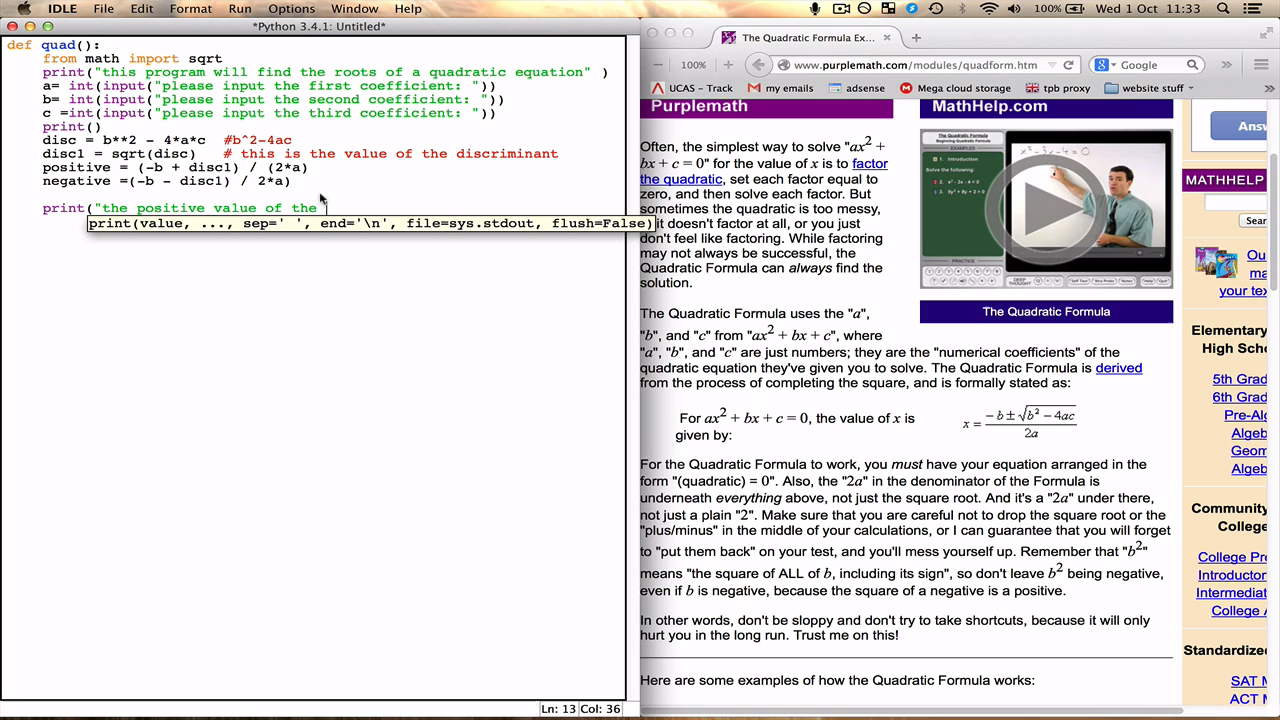 IDLE File Edit Format Run Options Window Help
100% Wed 1 Oct 11:33
*Python 3.4.1: Untitled*
def quad():
from math import sqrt
print("this program will find the roots of a quadratic equation" )
a= int(input("please input the first coefficient: "))
b= int(input("please input the second coefficient: "))
c =int(input("please input the third coefficient: "))
print()
disc = b**2 - 4*a*c #b^2-4ac
disc1 = sqrt(disc) # this is the value of the discriminant
positive = (-b + disc1) / (2*a)
negative =(-b - disc1) / 2*a)
print("the positive value of the
print(value, ..., sep=' ', end='\n', file=sys.stdout, flush=False)
Ln: 13 Col: 36
The Quadratic Formula Ex...
100% www.purplemath.com/modules/quadform.htm Google
UCAS - Track my emails adsense Mega cloud storage tpb proxy website stuff
Purplemath
Often, the simplest way to solve "ax² +
bx + c = 0" for the value of x is to factor
the quadratic, set each factor equal to
zero, and then solve each factor. But
sometimes the quadratic is too messy,
it doesn't factor at all, or you just
don't feel like factoring. While factoring
may not always be successful, the
Quadratic Formula can always find the
solution.
The Quadratic Formula uses the "a",
"b", and "c" from "ax² + bx + c", where
"a", "b", and "c" are just numbers; they are the "numerical coefficients" of the
quadratic equation they've given you to solve. The Quadratic Formula is derived
from the process of completing the square, and is formally stated as:
For ax² + bx + c = 0, the value of x is
given by:
x = −b ± √b² − 4ac / 2a
For the Quadratic Formula to work, you must have your equation arranged in the
form "(quadratic) = 0". Also, the "2a" in the denominator of the Formula is
underneath everything above, not just the square root. And it's a "2a" under there,
not just a plain "2". Make sure that you are careful not to drop the square root or the
"plus/minus" in the middle of your calculations, or I can guarantee that you will forget
to "put them back" on your test, and you'll mess yourself up. Remember that "b²"
means "the square of ALL of b, including its sign", so don't leave b² being negative,
even if b is negative, because the square of a negative is a positive.
In other words, don't be sloppy and don't try to take shortcuts, because it will only
hurt you in the long run. Trust me on this!
Here are some examples of how the Quadratic Formula works:
MathHelp.com
The Quadratic Formula
Answ
MATHHELP
Sear
Ou
ma
your tex
Elementary
High Scho
5th Grad
6th Grad
Pre-Alg
Algeb
Geom
Algeb
Community
College
College Pre
Introductor
Intermediat
College A
Standardized
SAT M
ACT M